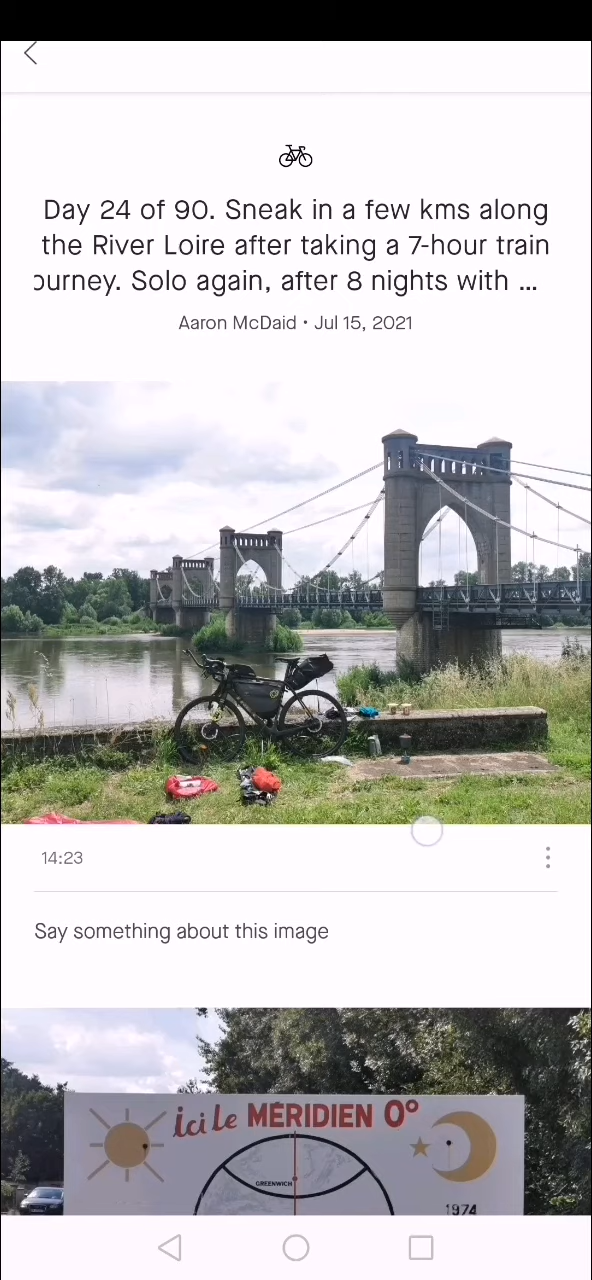 Day 24 of 90. Sneak in a few kms along
the River Loire after taking a 7-hour train
ourney. Solo again, after 8 nights with ...
Aaron McDaid • Jul 15, 2021
14:23
Say something about this image
ici Le MÉRIDIEN 0°
GREENWICH
1974